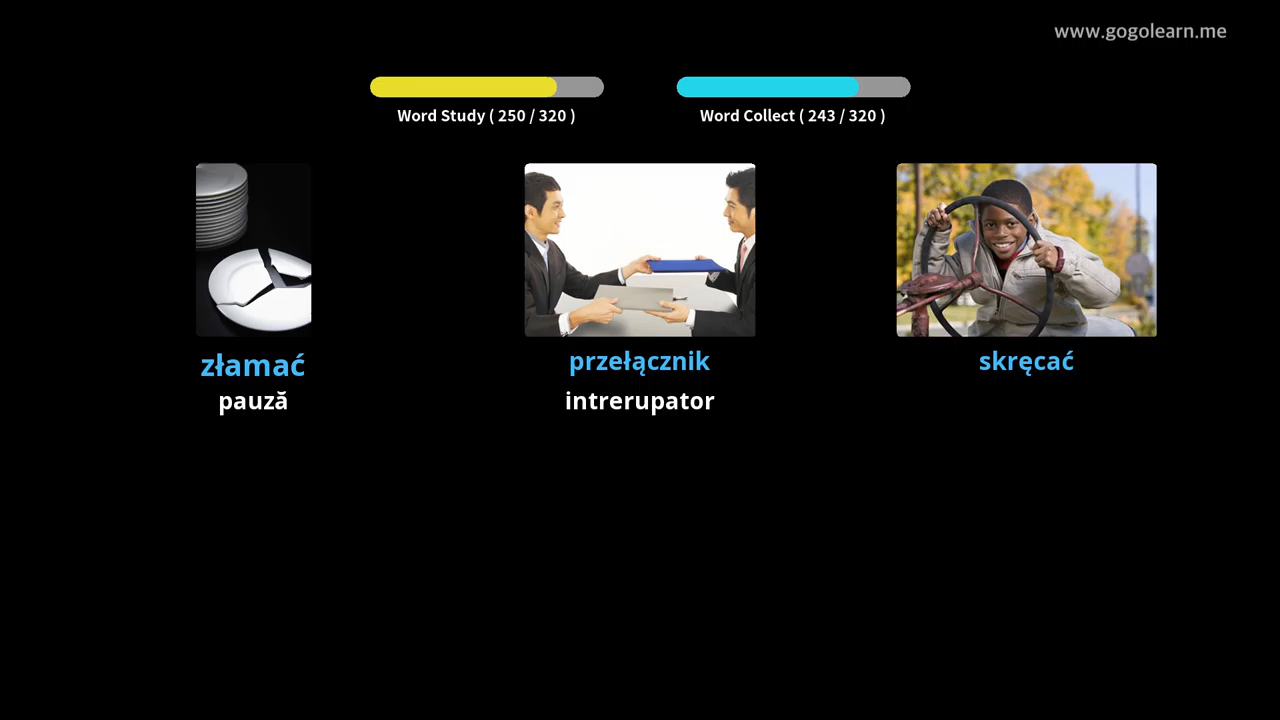 www.gogolearn.me
Word Study ( 250 / 320 )
Word Collect ( 243 / 320 )
złamać
przełącznik
skręcać
pauză
intrerupator